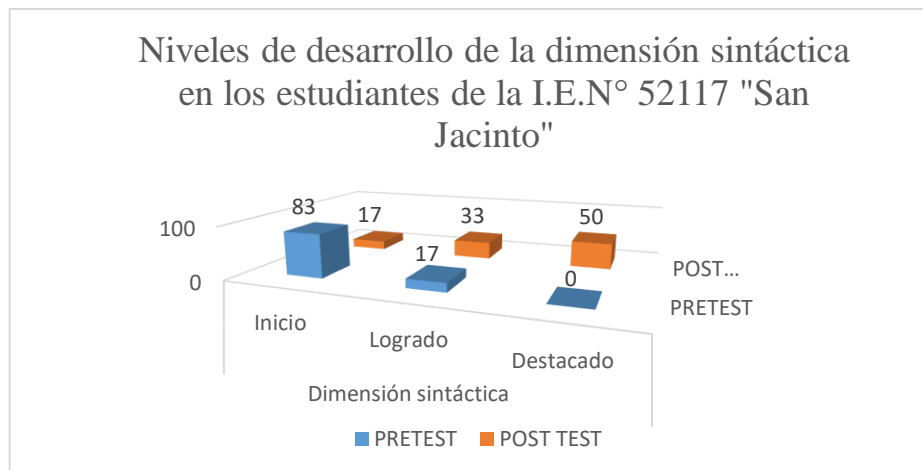 Niveles de desarrollo de la dimensión sintáctica
en los estudiantes de la I.E.N° 52117 "San
Jacinto"
83
17
33
50
100
17
0
0
POST...
PRETEST
Inicio
Logrado
Destacado
Dimensión sintáctica
PRETEST
POST TEST